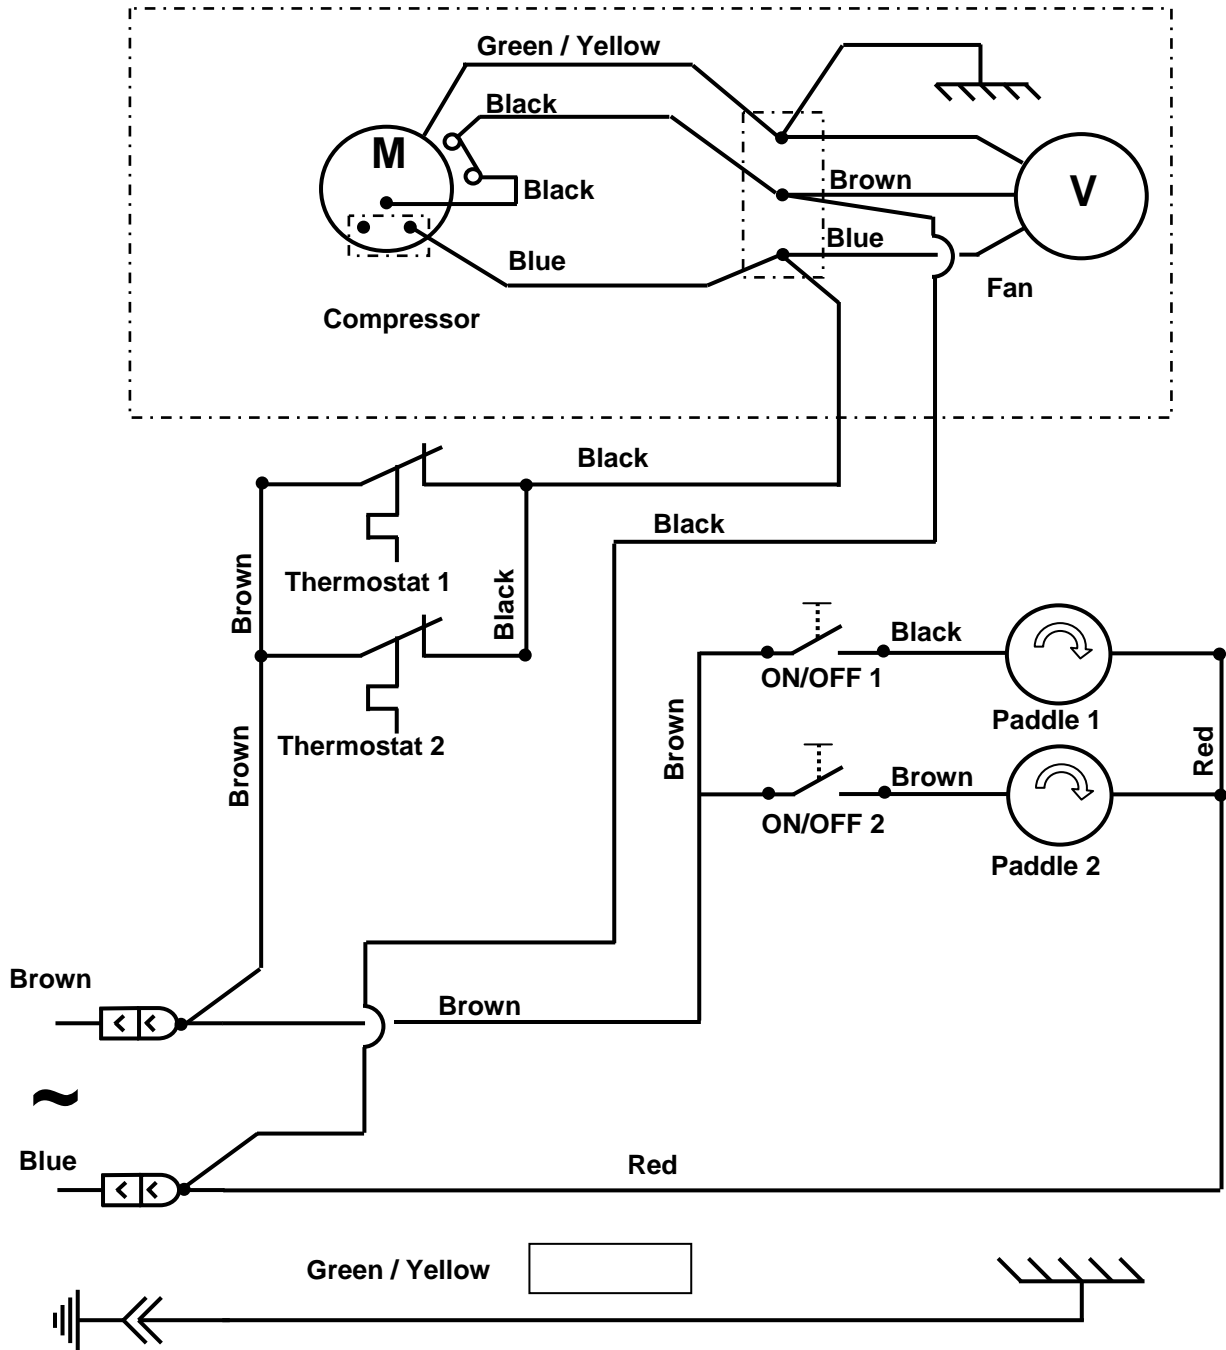 Green / Yellow
Black
M
Black
Brown
V
Blue
Blue
Fan
Compressor
Black
Black
Brown
Thermostat 1
Black
Black
ON/OFF 1
Paddle 1
Brown
Thermostat 2
Brown
Red
Brown
ON/OFF 2
Paddle 2
Brown
Brown
~
Blue
Red
Green / Yellow